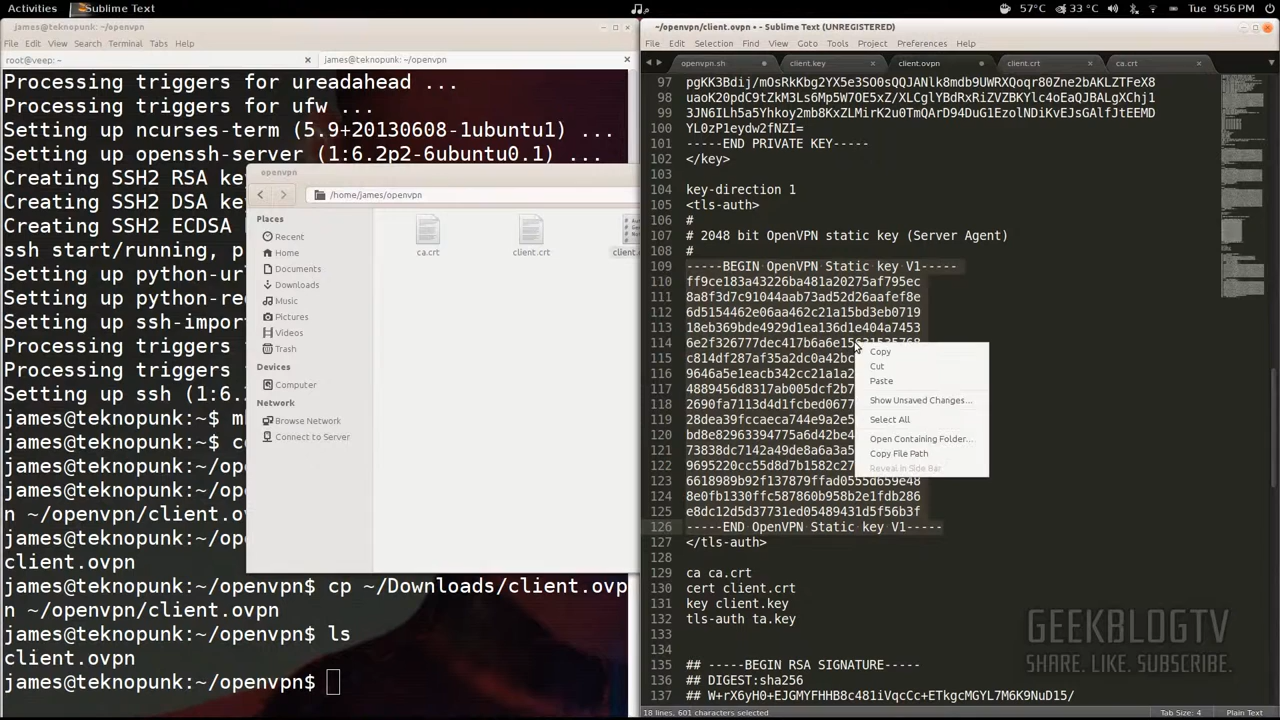 Activities Sublime Text 57°C 33 °C Tue 9:56 PM
james@teknopunk: ~/openvpn
File Edit View Search Terminal Tabs Help
root@veep: ~ × james@teknopunk: ~/openvpn ×
Processing triggers for ureadahead ...
Processing triggers for ufw ...
Setting up ncurses-term (5.9+20130608-1ubuntu1) ...
Setting up openssh-server (1:6.2p2-6ubuntu0.1) ...
Creating SSH2 RSA ke
Creating SSH2 DSA ke
Creating SSH2 ECDSA
ssh start/running, p
Setting up python-ur
Setting up python-re
Setting up ssh-impor
Setting up ssh (1:6.
james@teknopunk:~$ m
james@teknopunk:~$ c
james@teknopunk:~/op
n ~/openvpn/client.o
james@teknopunk:~/op
client.ovpn
james@teknopunk:~/openvpn$ cp ~/Downloads/client.ovp
n ~/openvpn/client.ovpn
james@teknopunk:~/openvpn$ ls
client.ovpn
james@teknopunk:~/openvpn$
openvpn
/home/james/openvpn
Places
Recent
Home
Documents
Downloads
Music
Pictures
Videos
Trash
Devices
Computer
Network
Browse Network
Connect to Server
ca.crt
client.crt
client.
~/openvpn/client.ovpn • - Sublime Text (UNREGISTERED)
File Edit Selection Find View Goto Tools Project Preferences Help
openvpn.sh client.key client.ovpn client.crt ca.crt
97 pgKK3Bdij/mOsRkKbg2YX5e3SO0sQQJANlk8mdb9UWRXQoqr80Zne2bAKLZTFeX8
98 uaoK20pdC9tZkM3Ls6Mp5W7OE5xZ/XLCglYBdRxRiZVZBKYlc4oEaQJBALgXChj1
99 3JN6ILh5a5Yhkoy2mb8KxZLMirK2u0TmQArD94DuG1EzolNDiKvEJsGAlfJtEEMD
100 YL0zP1eydw2fNZI=
101 -----END PRIVATE KEY-----
102 </key>
103
104 key-direction 1
105 <tls-auth>
106 #
107 # 2048 bit OpenVPN static key (Server Agent)
108 #
109 -----BEGIN OpenVPN Static key V1-----
110 ff9ce183a43226ba481a20275af795ec
111 8a8f3d7c91044aab73ad52d26aafef8e
112 6d5154462e06aa462c21a15bd3eb0719
113 18eb369bde4929d1ea136d1e404a7453
114 6e2f326777dec417b6a6e15631535768
115 c814df287af35a2dc0a42bc
116 9646a5e1eacb342cc21a1a2
117 4889456d8317ab005dcf2b7
118 2690fa7113d4d1fcbed0677
119 28dea39fccaeca744e9a2e5
120 bd8e82963394775a6d42be4
121 73838dc7142a49de8a6a3a5
122 9695220cc55d8d7b1582c27
123 6618989b92f137879ffad0555d659e48
124 8e0fb1330ffc587860b958b2e1fdb286
125 e8dc12d5d37731ed05489431d5f56b3f
126 -----END OpenVPN Static key V1-----
127 </tls-auth>
128
129 ca ca.crt
130 cert client.crt
131 key client.key
132 tls-auth ta.key
133
134
135 ## -----BEGIN RSA SIGNATURE-----
136 ## DIGEST:sha256
137 ## W+rX6yH0+EJGMYFHHB8c481iVqcCc+ETkgcMGYL7M6K9NuD15/
Copy
Cut
Paste
Show Unsaved Changes...
Select All
Open Containing Folder...
Copy File Path
Reveal in Side Bar
GEEKBLOGTV
SHARE. LIKE. SUBSCRIBE.
18 lines, 601 characters selected Tab Size: 4 Plain Text